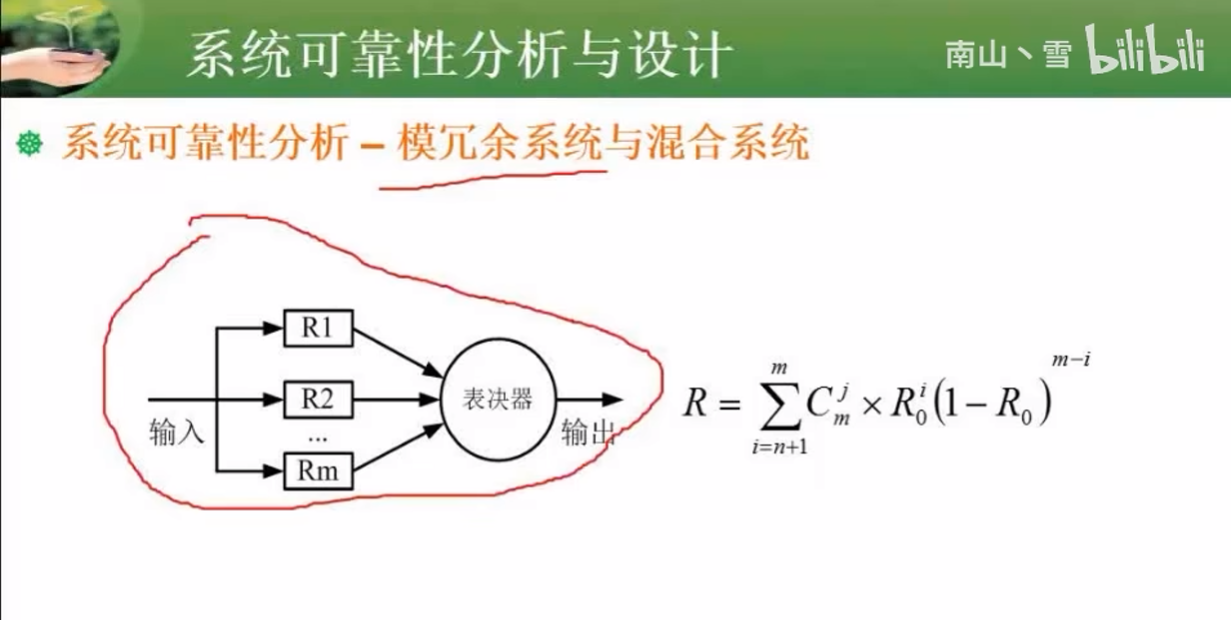 系统可靠性分析与设计
南山丶雪 bilibili
系统可靠性分析 – 模冗余系统与混合系统
R1
R2
...
Rm
输入
表决器
输出
R = \sum_{i=n+1}^{m} C_m^j × R_0^i (1 − R_0)^{m−i}